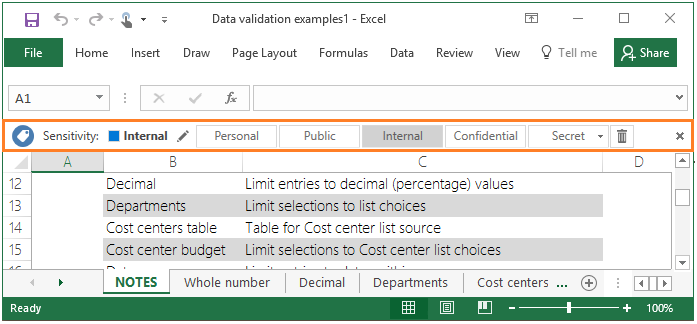 Data validation examples1 - Excel
File Home Insert Draw Page Layout Formulas Data Review View Tell me Share
A1 fx
Sensitivity: Internal Personal Public Internal Confidential Secret
A B C D
12 Decimal Limit entries to decimal (percentage) values
13 Departments Limit selections to list choices
14 Cost centers table Table for Cost center list source
15 Cost center budget Limit selections to Cost center list choices
NOTES Whole number Decimal Departments Cost centers ...
Ready 100%